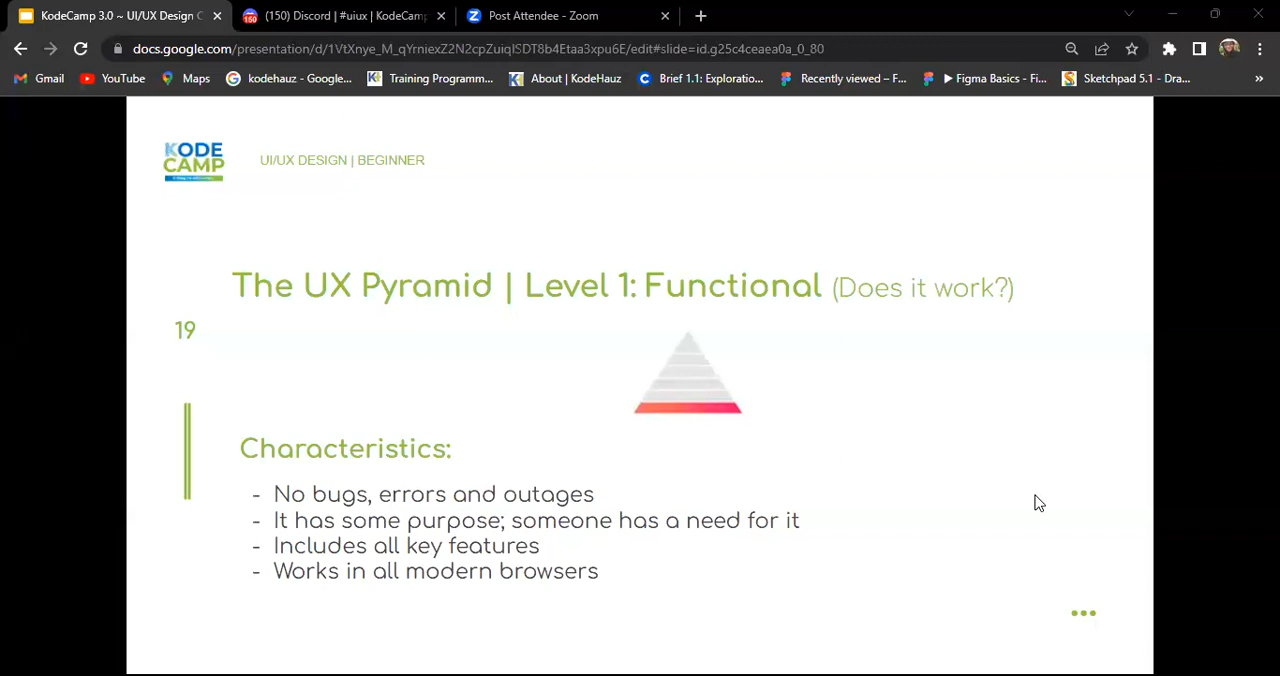 KodeCamp 3.0 ~ UI/UX Design C
(150) Discord | #uiux | KodeCamp
Post Attendee - Zoom
docs.google.com/presentation/d/1VtXnye_M_qYrniexZ2N2cpZuiqlSDT8b4Etaa3xpu6E/edit#slide=id.g25c4ceaea0a_0_80
Gmail
YouTube
Maps
kodehauz - Google...
Training Programm...
About | KodeHauz
Brief 1.1: Exploratio...
Recently viewed – F...
Figma Basics - Fi...
Sketchpad 5.1 - Dra...
KODE
CAMP
UI/UX DESIGN | BEGINNER
The UX Pyramid | Level 1: Functional (Does it work?)
19
Characteristics:
- No bugs, errors and outages
- It has some purpose; someone has a need for it
- Includes all key features
- Works in all modern browsers